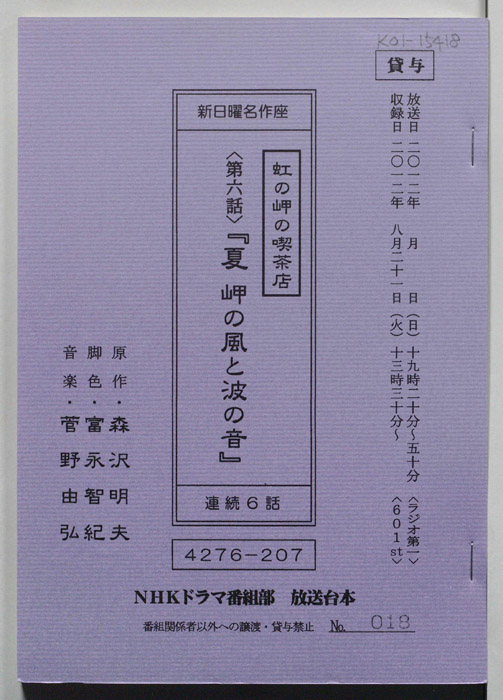 K01-15418
貸与
放送日 二〇一二年 月 日(日)十九時二十分~五十分〈ラジオ第一〉
収録日 二〇一二年 八月二十一日(火)十三時三十分~〈601st〉
新日曜名作座
虹の岬の喫茶店
〈第六話〉『夏 岬の風と波の音』
連続6話
4276-207
原作・森沢明夫
脚色・富永智紀
音楽・菅野由弘
NHKドラマ番組部 放送台本
番組関係者以外への譲渡・貸与禁止 No. 018